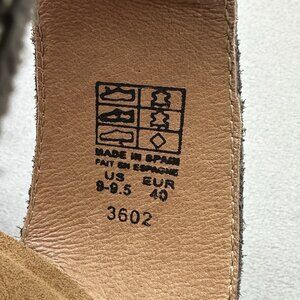 MADE IN SPAIN
FAIT EN ESPAGNE
US EUR
9-9.5 40
3602